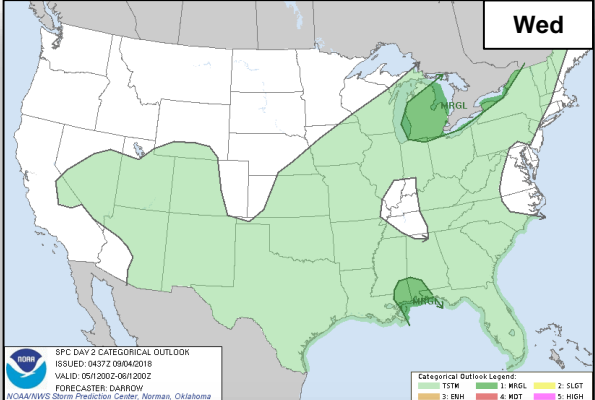 Wed
MRGL
MRGL
SPC DAY 2 CATEGORICAL OUTLOOK
ISSUED: 0437Z 09/04/2018
VALID: 05/1200Z-06/1200Z
FORECASTER: DARROW
NOAA/NWS Storm Prediction Center, Norman, Oklahoma
NOAA
Categorical Outlook Legend:
TSTM 1: MRGL 2: SLGT
3: ENH 4: MDT 5: HIGH